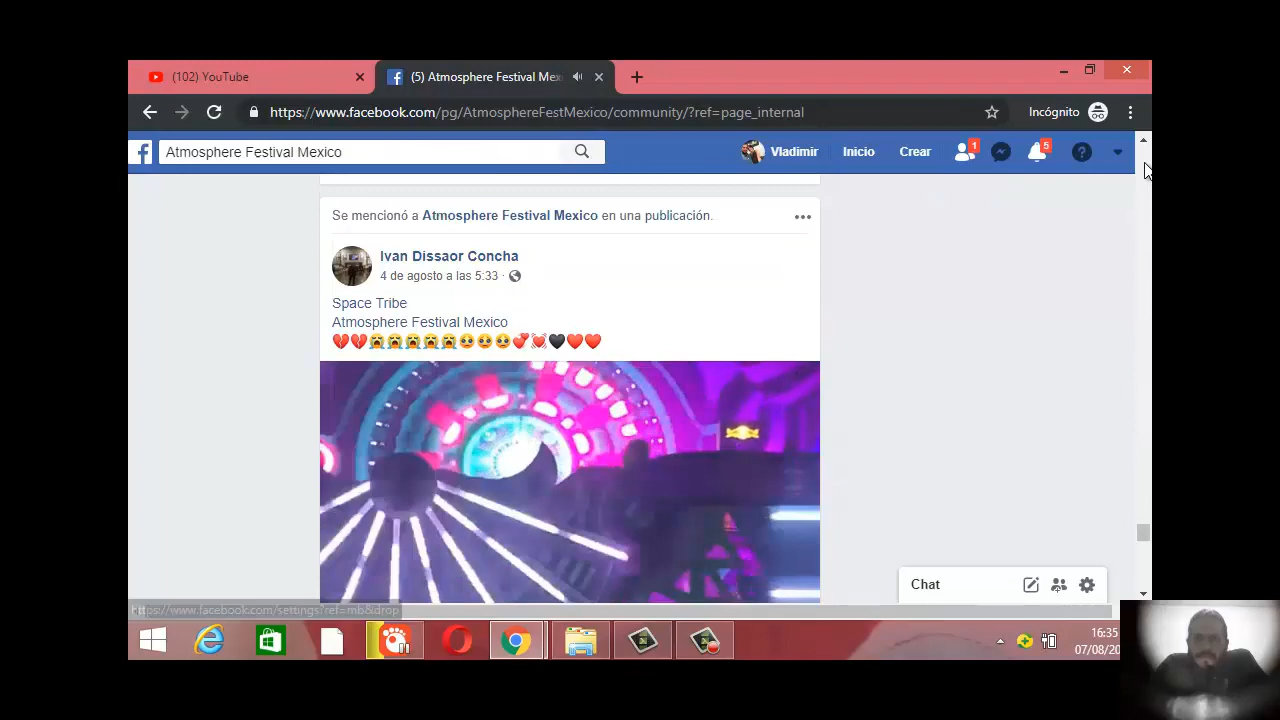 (102) YouTube
(5) Atmosphere Festival Mex
https://www.facebook.com/pg/AtmosphereFestMexico/community/?ref=page_internal
Incógnito
Atmosphere Festival Mexico
Vladimir
Inicio
Crear
1
5
Se mencionó a Atmosphere Festival Mexico en una publicación.
Ivan Dissaor Concha
4 de agosto a las 5:33
Space Tribe
Atmosphere Festival Mexico
Chat
https://www.facebook.com/settings?ref=mb&drop
16:35
07/08/20